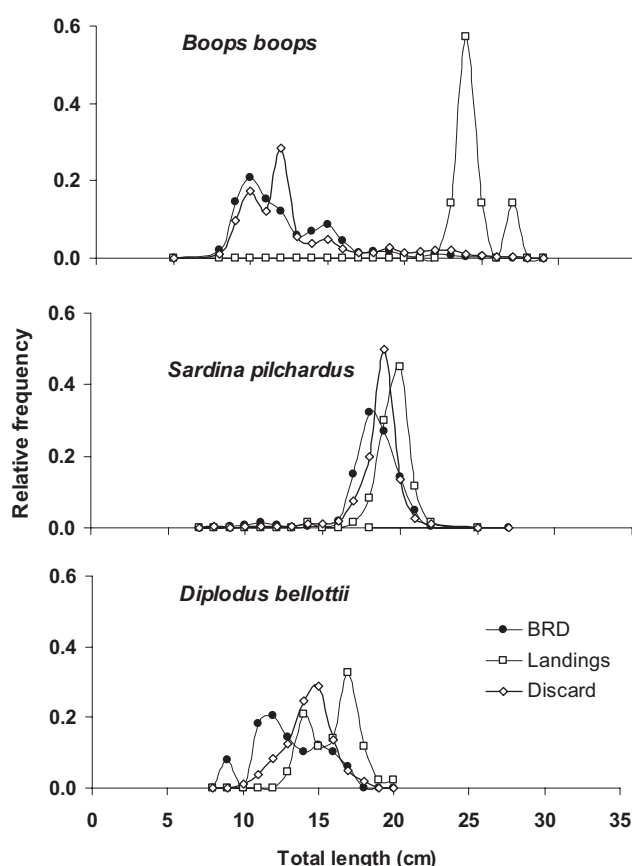 Boops boops
0.6
0.4
0.2
0.0
Sardina pilchardus
0.6
0.4
0.2
0.0
Relative frequency
Diplodus bellottii
0.6
0.4
0.2
0.0
BRD
Landings
Discard
0 5 10 15 20 25 30 35
Total length (cm)